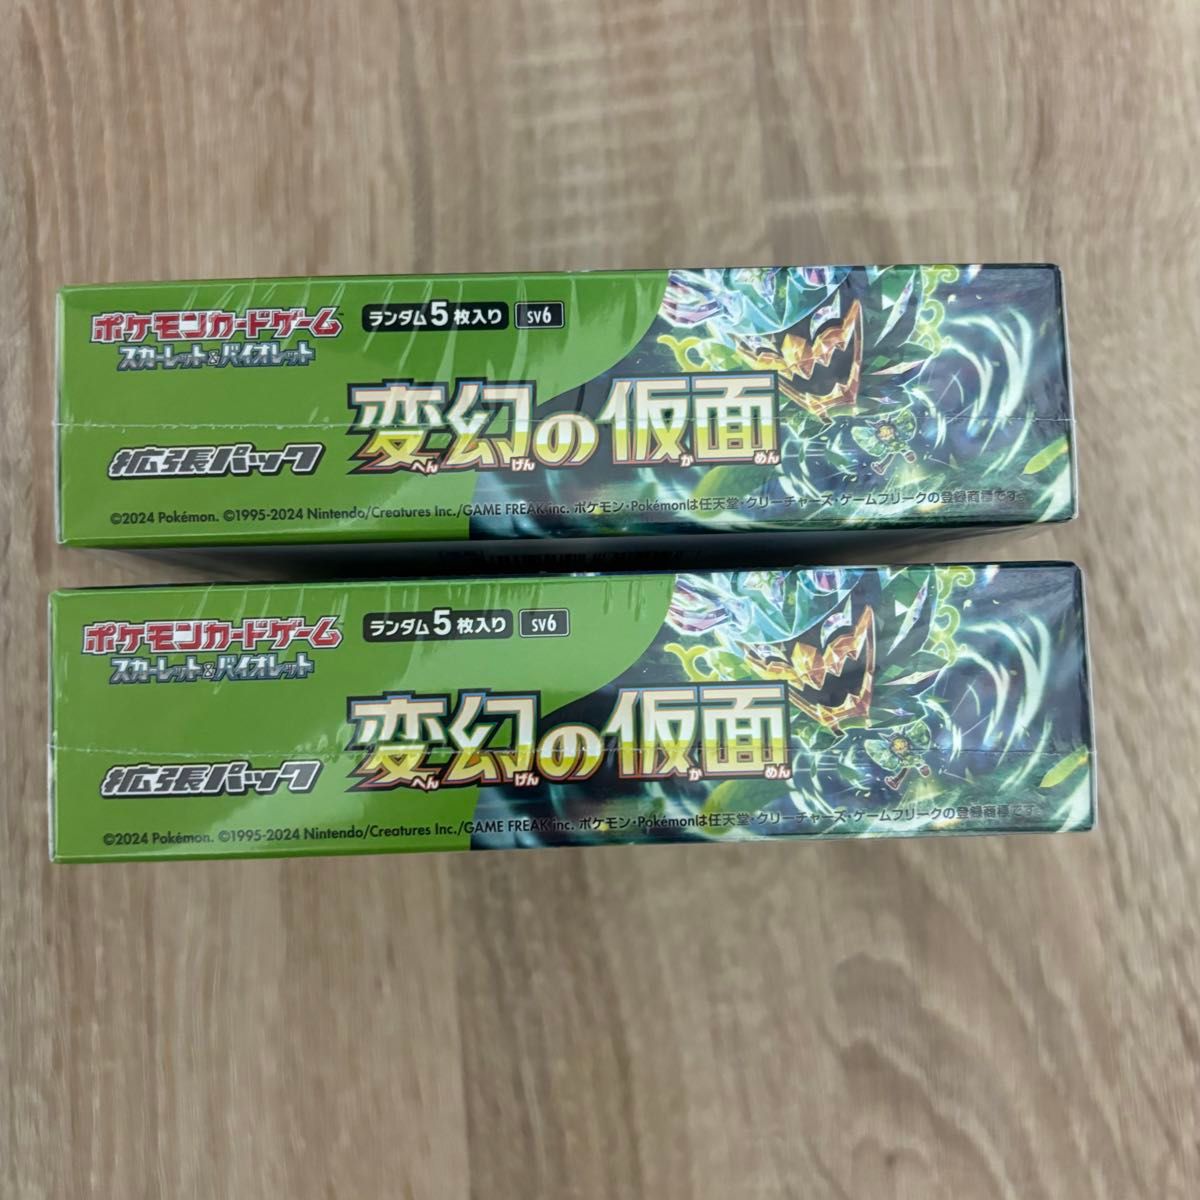 ポケモンカードゲーム™
スカーレット&バイオレット
ランダム5枚入り SV6
変幻の仮面
へん げん か めん
拡張パック
©2024 Pokémon. ©1995-2024 Nintendo/Creatures Inc./GAME FREAK inc. ポケモン・Pokémonは任天堂・クリーチャーズ・ゲームフリークの登録商標です。
ポケモンカードゲーム™
スカーレット&バイオレット
ランダム5枚入り SV6
変幻の仮面
へん げん か めん
拡張パック
©2024 Pokémon. ©1995-2024 Nintendo/Creatures Inc./GAME FREAK inc. ポケモン・Pokémonは任天堂・クリーチャーズ・ゲームフリークの登録商標です。